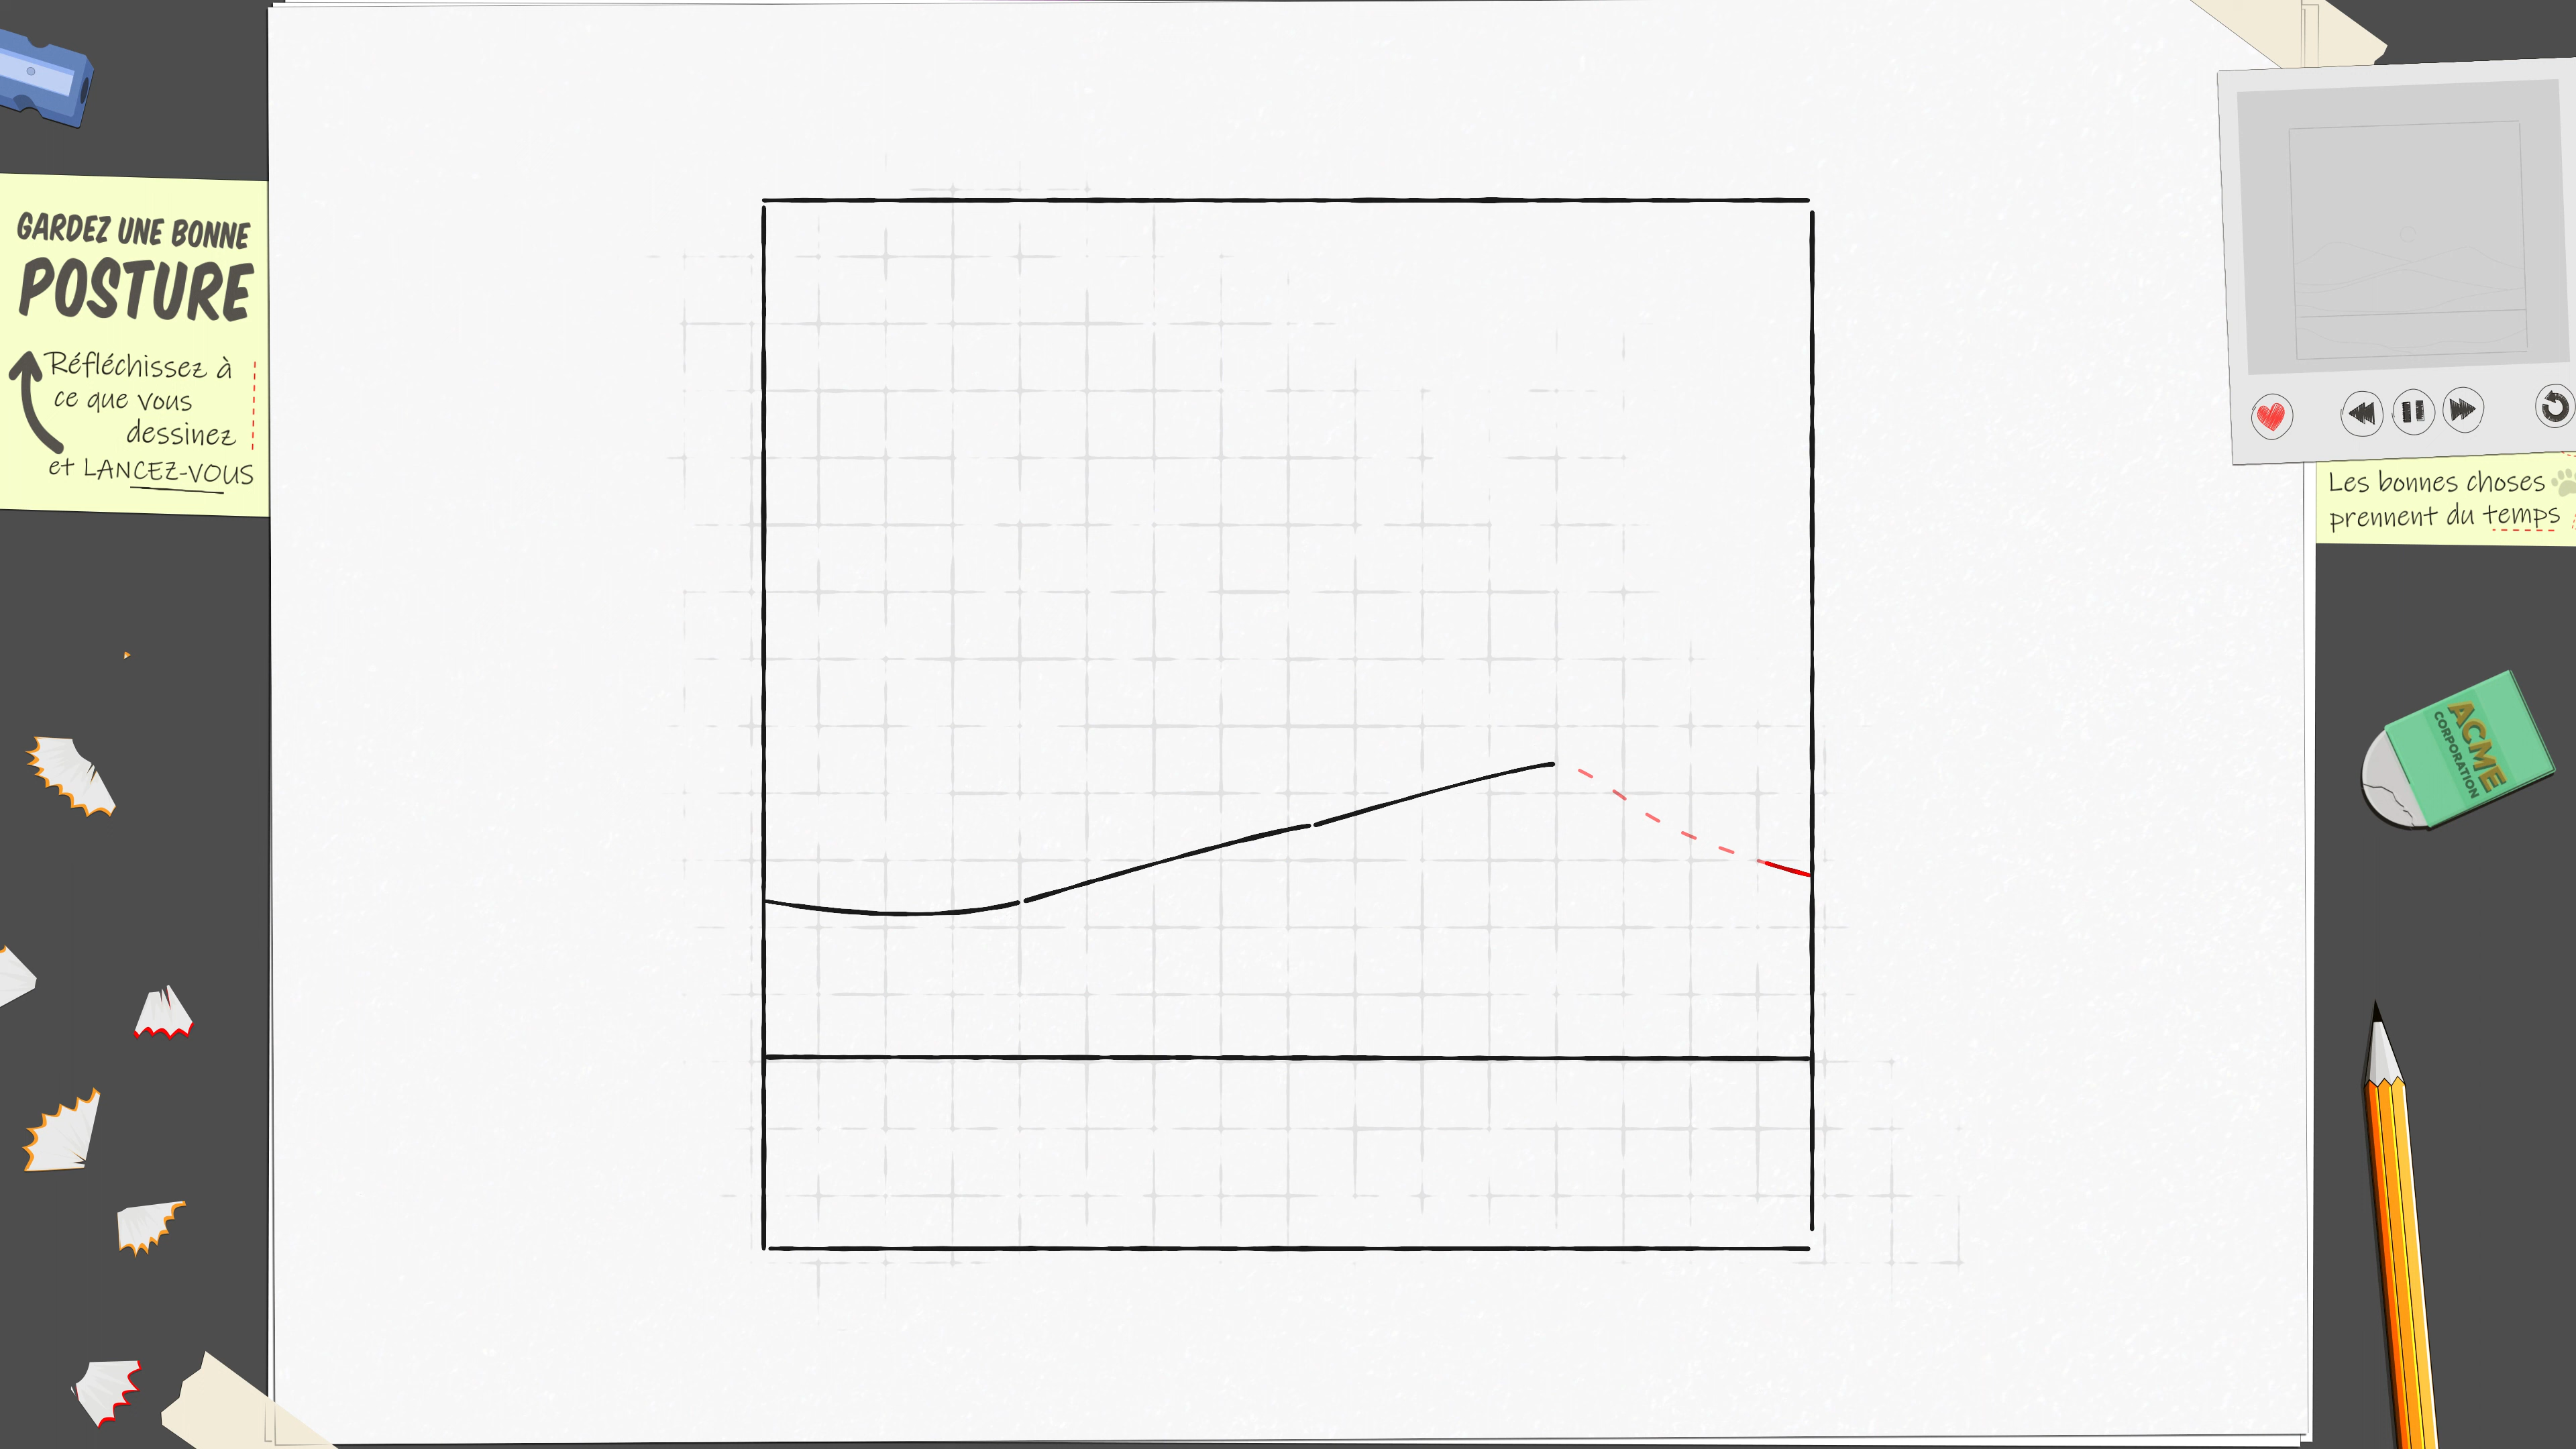 GARDEZ UNE BONNE
POSTURE
Réfléchissez à
ce que vous
dessinez
et LANCEZ-VOUS
Les bonnes choses
prennent du temps
ACME
CORPORATION